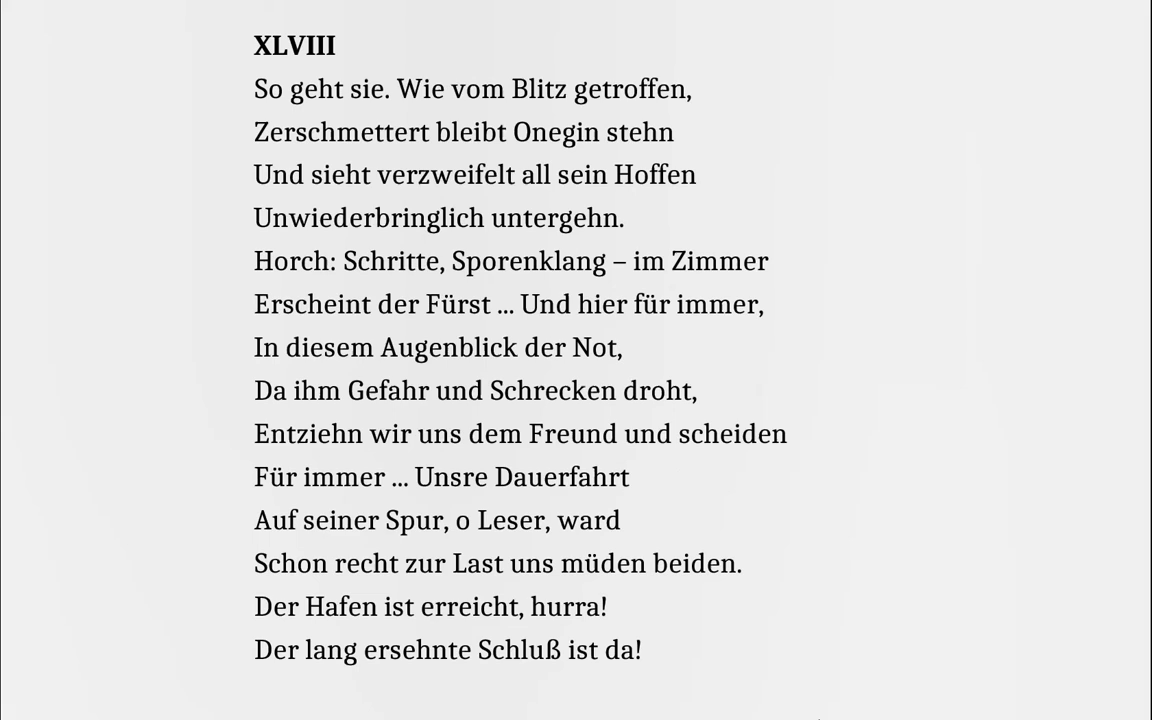 XLVIII
So geht sie. Wie vom Blitz getroffen,
Zerschmettert bleibt Onegin stehn
Und sieht verzweifelt all sein Hoffen
Unwiederbringlich untergehn.
Horch: Schritte, Sporenklang – im Zimmer
Erscheint der Fürst ... Und hier für immer,
In diesem Augenblick der Not,
Da ihm Gefahr und Schrecken droht,
Entziehn wir uns dem Freund und scheiden
Für immer ... Unsre Dauerfahrt
Auf seiner Spur, o Leser, ward
Schon recht zur Last uns müden beiden.
Der Hafen ist erreicht, hurra!
Der lang ersehnte Schluß ist da!